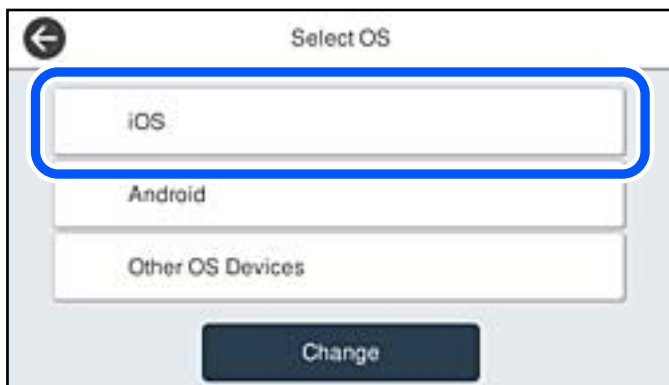 Select OS
iOS
Android
Other OS Devices
Change